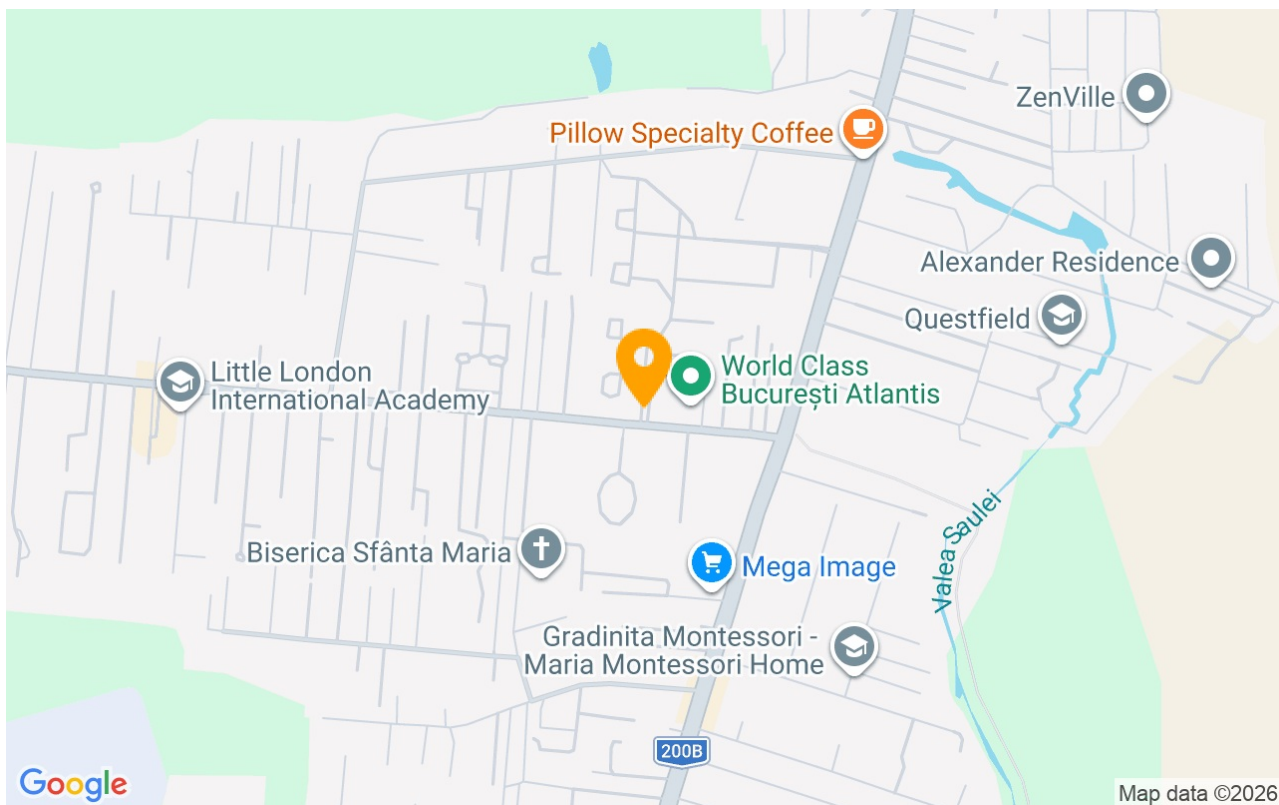 ZenVille
Pillow Specialty Coffee
Alexander Residence
Questfield
World Class
București Atlantis
Little London
International Academy
Valea Saulei
Biserica Sfânta Maria
Mega Image
Gradinita Montessori -
Maria Montessori Home
200B
Google
Map data ©2026